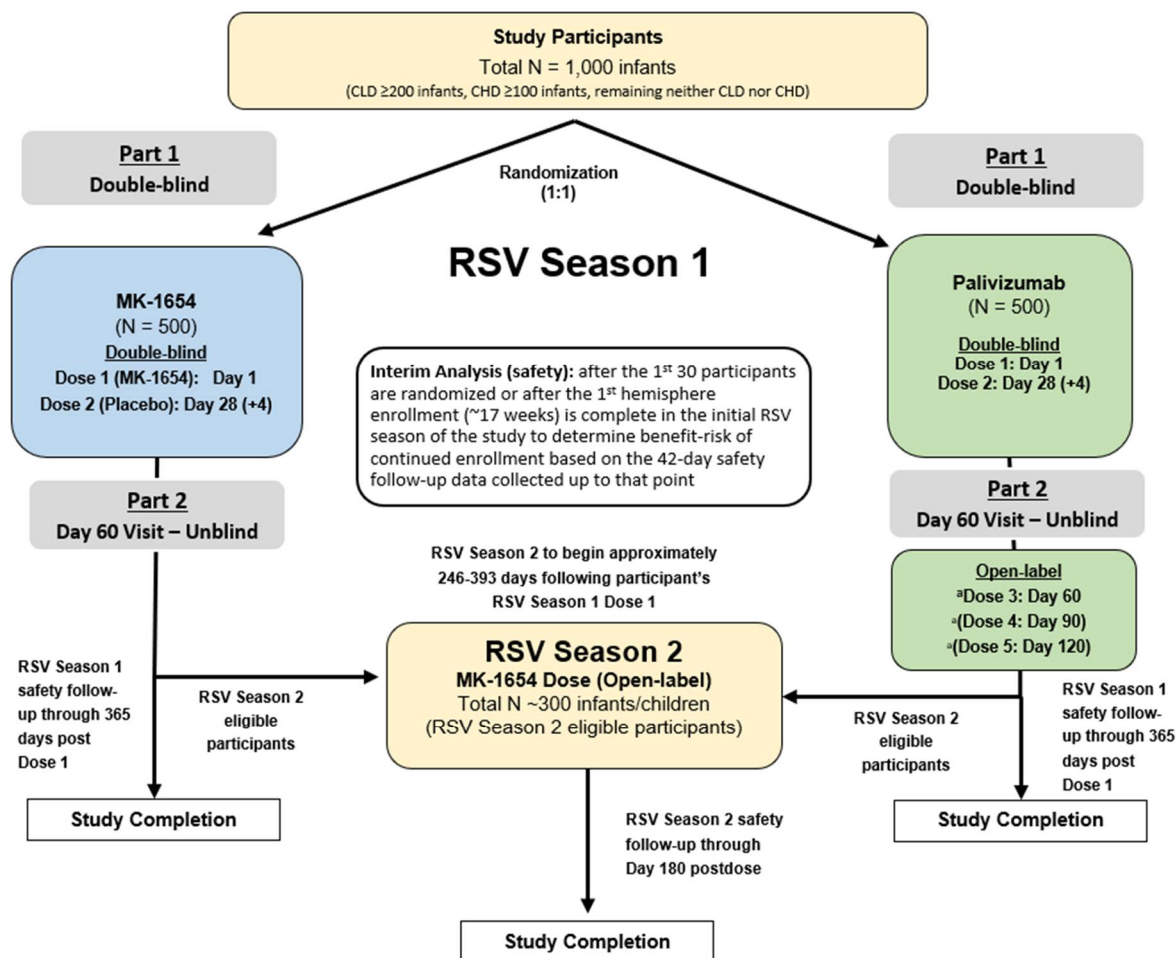 Study Participants
Total N = 1,000 infants
(CLD ≥200 infants, CHD ≥100 infants, remaining neither CLD nor CHD)
Part 1
Double-blind
Randomization
(1:1)
Part 1
Double-blind
RSV Season 1
MK-1654
(N = 500)
Double-blind
Dose 1 (MK-1654): Day 1
Dose 2 (Placebo): Day 28 (+4)
Interim Analysis (safety): after the 1st 30 participants
are randomized or after the 1st hemisphere
enrollment (~17 weeks) is complete in the initial RSV
season of the study to determine benefit-risk of
continued enrollment based on the 42-day safety
follow-up data collected up to that point
Palivizumab
(N = 500)
Double-blind
Dose 1: Day 1
Dose 2: Day 28 (+4)
Part 2
Day 60 Visit – Unblind
Part 2
Day 60 Visit – Unblind
RSV Season 2 to begin approximately
246-393 days following participant's
RSV Season 1 Dose 1
Open-label
ᵃDose 3: Day 60
ᵃ(Dose 4: Day 90)
ᵃ(Dose 5: Day 120)
RSV Season 1
safety follow-
up through 365
days post
Dose 1
RSV Season 2
eligible
participants
RSV Season 2
MK-1654 Dose (Open-label)
Total N ~300 infants/children
(RSV Season 2 eligible participants)
RSV Season 2
eligible
participants
RSV Season 1
safety follow-
up through 365
days post
Dose 1
Study Completion
RSV Season 2 safety
follow-up through
Day 180 postdose
Study Completion
Study Completion